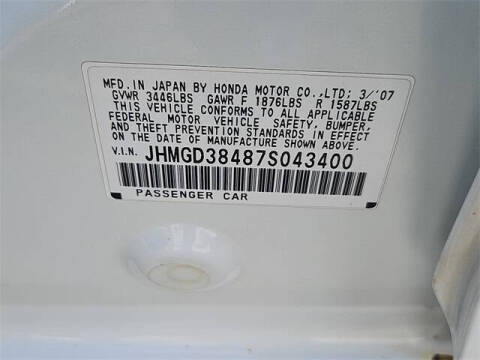 MFD. IN JAPAN BY HONDA MOTOR CO.,LTD; 3/'07
GVWR 3446LBS GAWR F 1876LBS R 1587LBS
THIS VEHICLE CONFORMS TO ALL APPLICABLE
FEDERAL MOTOR VEHICLE SAFETY, BUMPER,
AND THEFT PREVENTION STANDARDS IN EFFECT
ON THE DATE OF MANUFACTURE SHOWN ABOVE.
V.I.N. JHMGD38487S043400
PASSENGER CAR